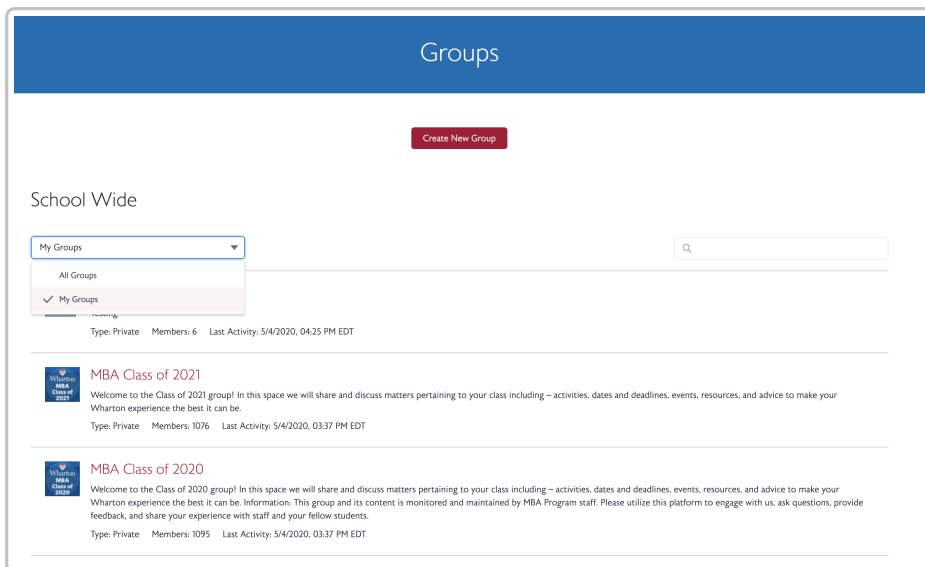 Groups
Create New Group
School Wide
My Groups
All Groups
My Groups
Testing
Type: Private Members: 6 Last Activity: 5/4/2020, 04:25 PM EDT
Wharton
MBA
Class of
2021
MBA Class of 2021
Welcome to the Class of 2021 group! In this space we will share and discuss matters pertaining to your class including – activities, dates and deadlines, events, resources, and advice to make your
Wharton experience the best it can be.
Type: Private Members: 1076 Last Activity: 5/4/2020, 03:37 PM EDT
Wharton
MBA
Class of
2020
MBA Class of 2020
Welcome to the Class of 2020 group! In this space we will share and discuss matters pertaining to your class including – activities, dates and deadlines, events, resources, and advice to make your
Wharton experience the best it can be. Information: This group and its content is monitored and maintained by MBA Program staff. Please utilize this platform to engage with us, ask questions, provide
feedback, and share your experience with staff and your fellow students.
Type: Private Members: 1095 Last Activity: 5/4/2020, 03:37 PM EDT